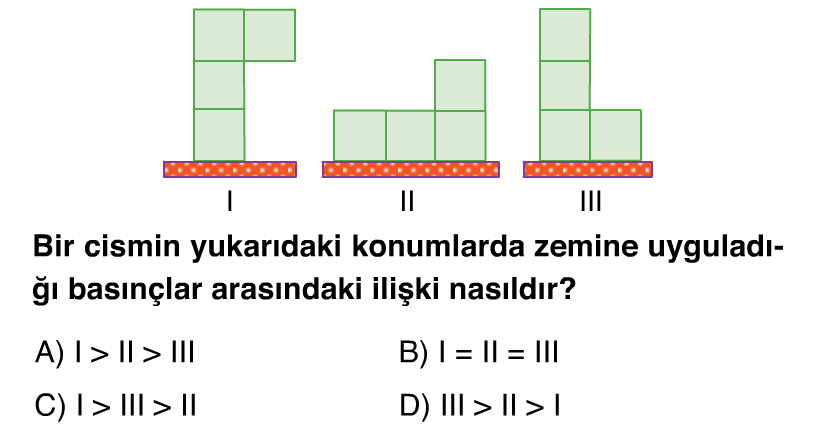 I II III
Bir cismin yukarıdaki konumlarda zemine uyguladı-
ğı basınçlar arasındaki ilişki nasıldır?
A) I > II > III B) I = II = III
C) I > III > II D) III > II > I